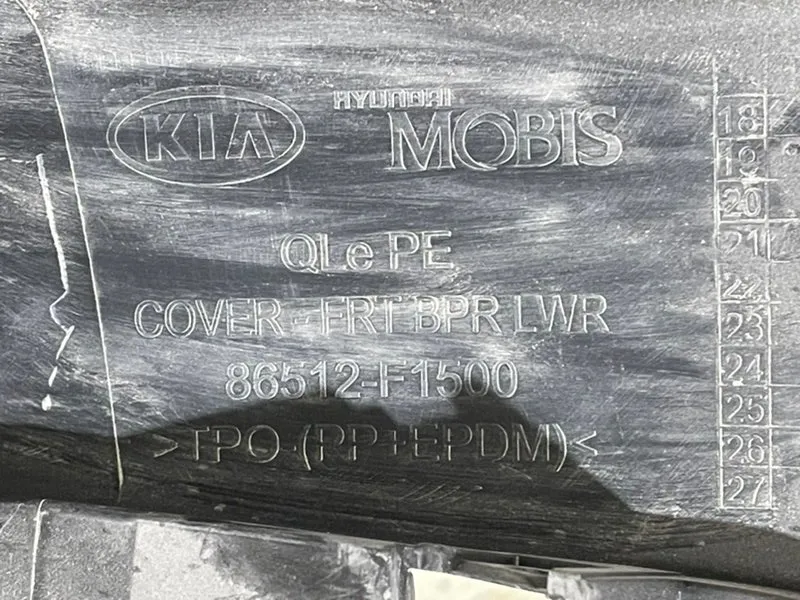 KIA
HYUNDAI
MOBIS
QLe PE
COVER - FRT BPR LWR
86512-F1500
>TPO-(PP+EPDM)<
18
19
20
21
22
23
24
25
26
27